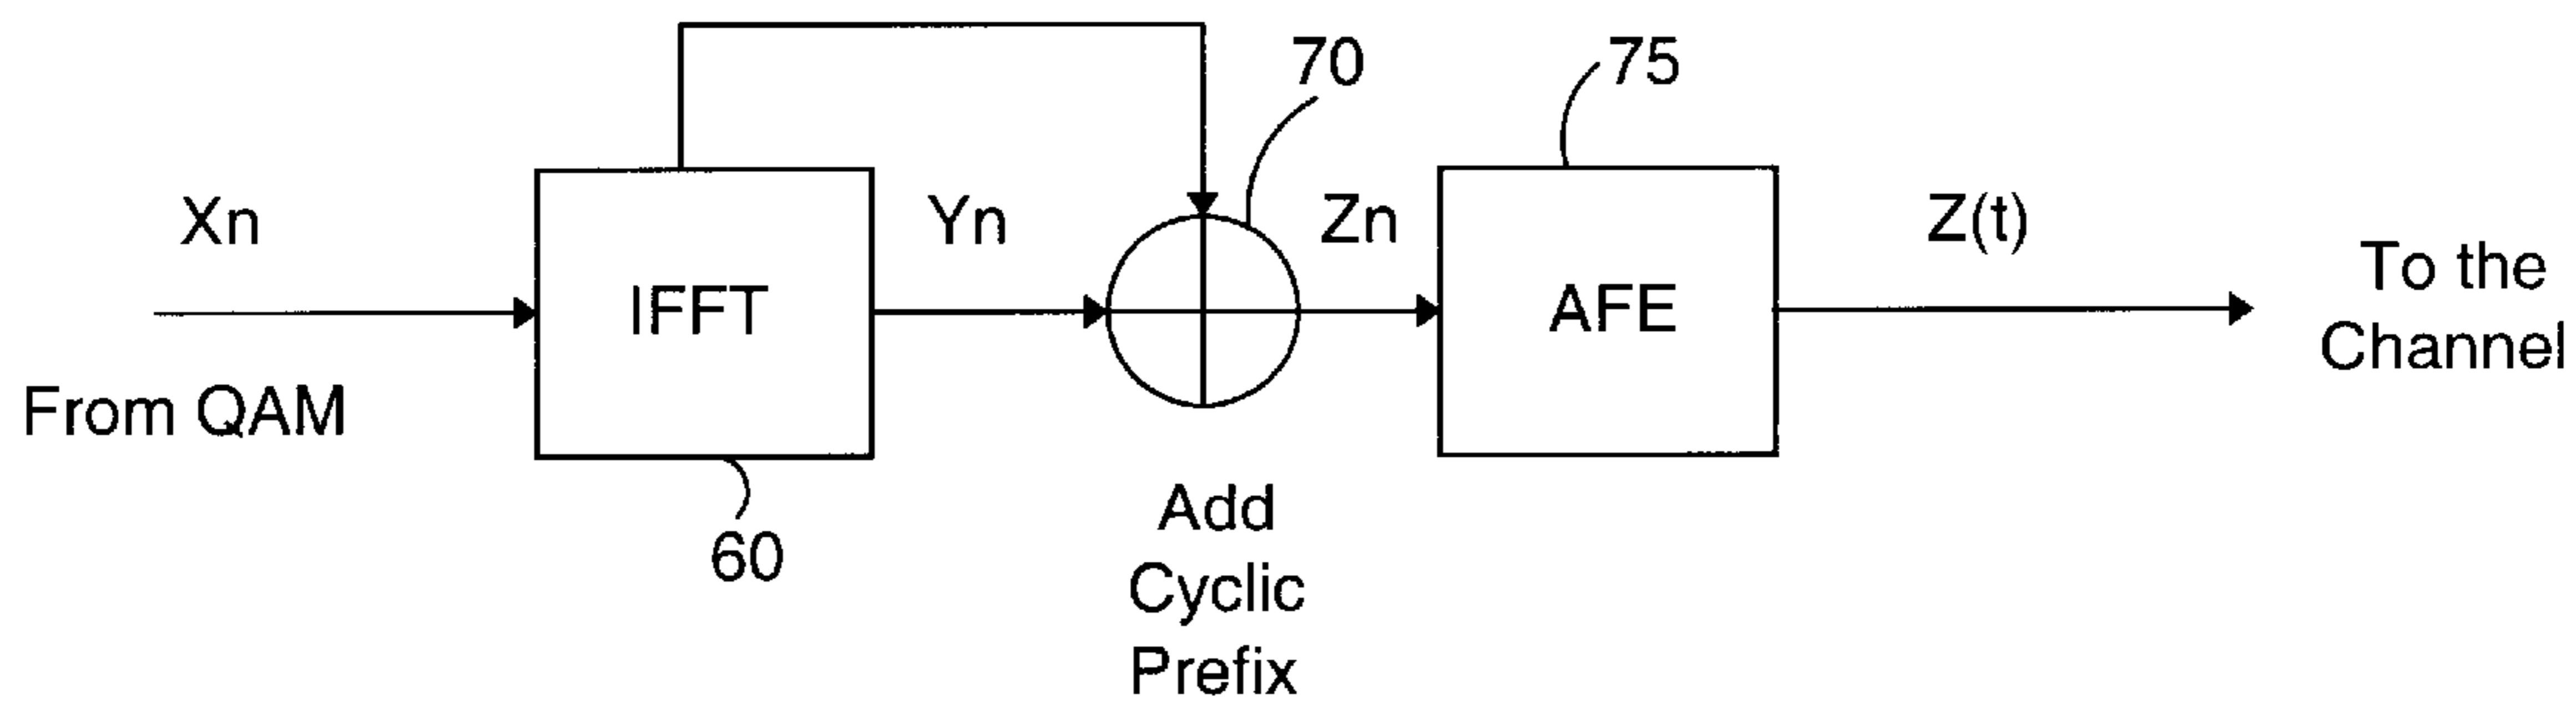 70
75
Xn
Yn
Zn
Z(t)
To the
Channel
IFFT
AFE
From QAM
60
Add
Cyclic
Prefix